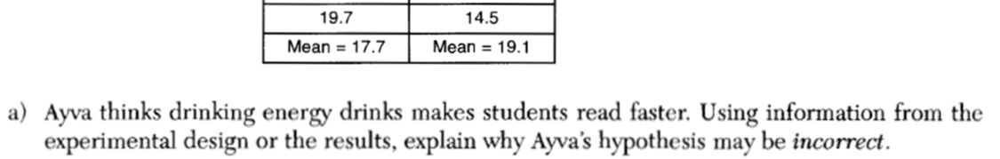 19.7 14.5
Mean = 17.7 Mean = 19.1
a) Ayva thinks drinking energy drinks makes students read faster. Using information from the
experimental design or the results, explain why Ayva's hypothesis may be incorrect.